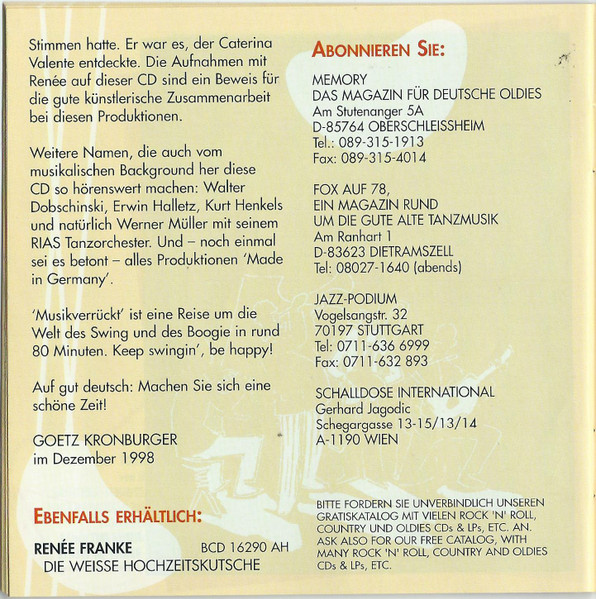 Stimmen hatte. Er war es, der Caterina
Valente entdeckte. Die Aufnahmen mit
Renée auf dieser CD sind ein Beweis für
die gute künstlerische Zusammenarbeit
bei diesen Produktionen.
Weitere Namen, die auch vom
musikalischen Background her diese
CD so hörenswert machen: Walter
Dobschinski, Erwin Halletz, Kurt Henkels
und natürlich Werner Müller mit seinem
RIAS Tanzorchester. Und – noch einmal
sei es betont – alles Produktionen ‘Made
in Germany’.
‘Musikverrückt’ ist eine Reise um die
Welt des Swing und des Boogie in rund
80 Minuten. Keep swingin’, be happy!
Auf gut deutsch: Machen Sie sich eine
schöne Zeit!
GOETZ KRONBURGER
im Dezember 1998
EBENFALLS ERHÄLTLICH:
RENÉE FRANKE BCD 16290 AH
DIE WEISSE HOCHZEITSKUTSCHE
ABONNIEREN SIE:
MEMORY
DAS MAGAZIN FÜR DEUTSCHE OLDIES
Am Stutenanger 5A
D-85764 OBERSCHLEISSHEIM
Tel.: 089-315-1913
Fax: 089-315-4014
FOX AUF 78,
EIN MAGAZIN RUND
UM DIE GUTE ALTE TANZMUSIK
Am Ranhart 1
D-83623 DIETRAMSZELL
Tel: 08027-1640 (abends)
JAZZ-PODIUM
Vogelsangstr. 32
70197 STUTTGART
Tel: 0711-636 6999
Fax: 0711-632 893
SCHALLDOSE INTERNATIONAL
Gerhard Jagodic
Schegargasse 13-15/13/14
A-1190 WIEN
BITTE FORDERN SIE UNVERBINDLICH UNSEREN
GRATISKATALOG MIT VIELEN ROCK 'N' ROLL,
COUNTRY UND OLDIES CDs & LPs, ETC. AN.
ASK ALSO FOR OUR FREE CATALOG, WITH
MANY ROCK 'N' ROLL, COUNTRY AND OLDIES
CDs & LPs, ETC.